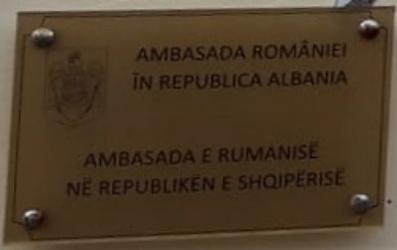 AMBASADA ROMÂNIEI
ÎN REPUBLICA ALBANIA
AMBASADA E RUMANISË
NË REPUBLIKËN E SHQIPËRISË